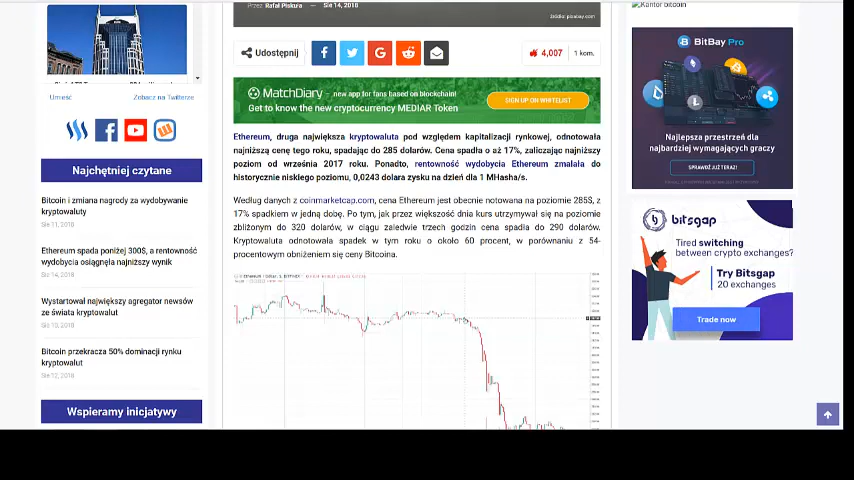 Przez Rafał Piskuła — Sie 14, 2018
źródło: pixabay.com
Kantor bitcoin
Umieść
Zobacz na Twitterze
Najchętniej czytane
Bitcoin i zmiana nagrody za wydobywanie
kryptowaluty
Sie 11, 2018
Ethereum spada poniżej 300$, a rentowność
wydobycia osiągnęła najniższy wynik
Sie 14, 2018
Wystartował największy agregator newsów
ze świata kryptowalut
Sie 10, 2018
Bitcoin przekracza 50% dominacji rynku
kryptowalut
Sie 12, 2018
Wspieramy inicjatywy
Udostępnij
4,007
1 kom.
MatchDiary - new app for fans based on blockchain!
Get to know the new cryptocurrency MEDIAR Token
SIGN UP ON WHITELIST
Ethereum, druga największa kryptowaluta pod względem kapitalizacji rynkowej, odnotowała
najniższą cenę tego roku, spadając do 285 dolarów. Cena spadła o aż 17%, zaliczając najniższy
poziom od września 2017 roku. Ponadto, rentowność wydobycia Ethereum zmalała do
historycznie niskiego poziomu, 0,0243 dolara zysku na dzień dla 1 MHasha/s.
Według danych z coinmarketcap.com, cena Ethereum jest obecnie notowana na poziomie 285$, z
17% spadkiem w jedną dobę. Po tym, jak przez większość dnia kurs utrzymywał się na poziomie
zbliżonym do 320 dolarów, w ciągu zaledwie trzech godzin cena spadła do 290 dolarów.
Kryptowaluta odnotowała spadek w tym roku o około 60 procent, w porównaniu z 54-
procentowym obniżeniem się ceny Bitcoina.
BitBay Pro
Najlepsza przestrzeń dla
najbardziej wymagających graczy
SPRAWDŹ JUŻ TERAZ!
bitsgap
Tired switching
between crypto exchanges?
Try Bitsgap
20 exchanges
Trade now